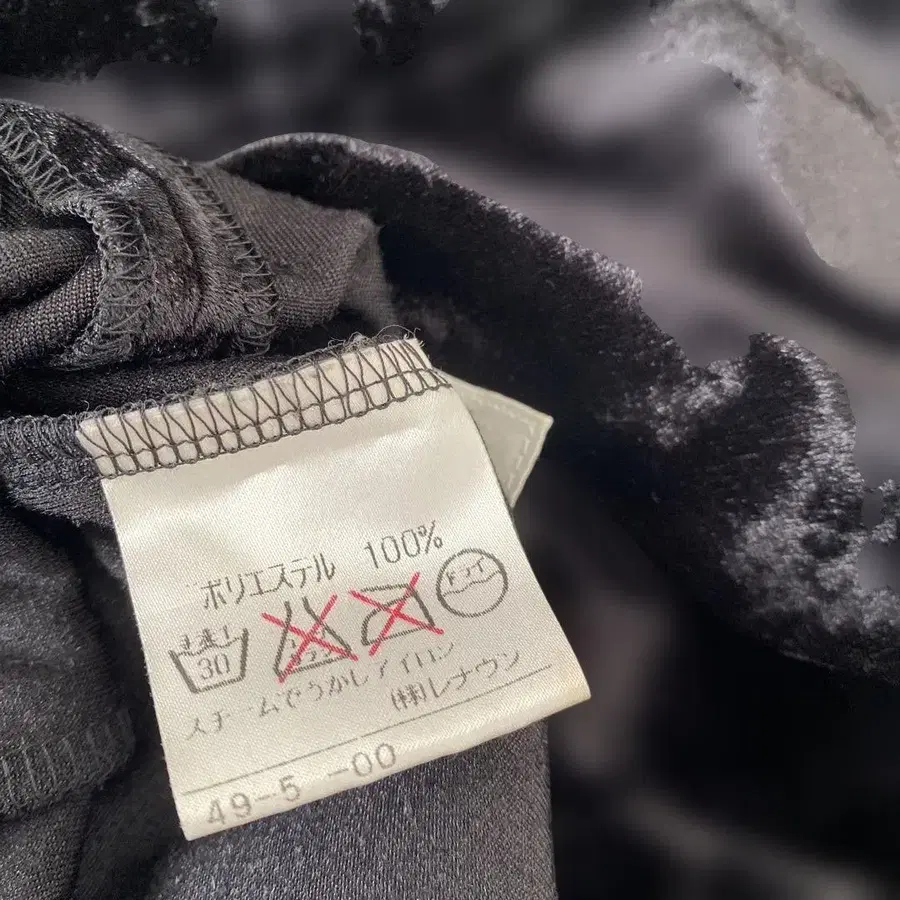 ポリエステル 100%
30
ドライ
スチームでうかしアイロン
(株)レナウン
49-5 -00